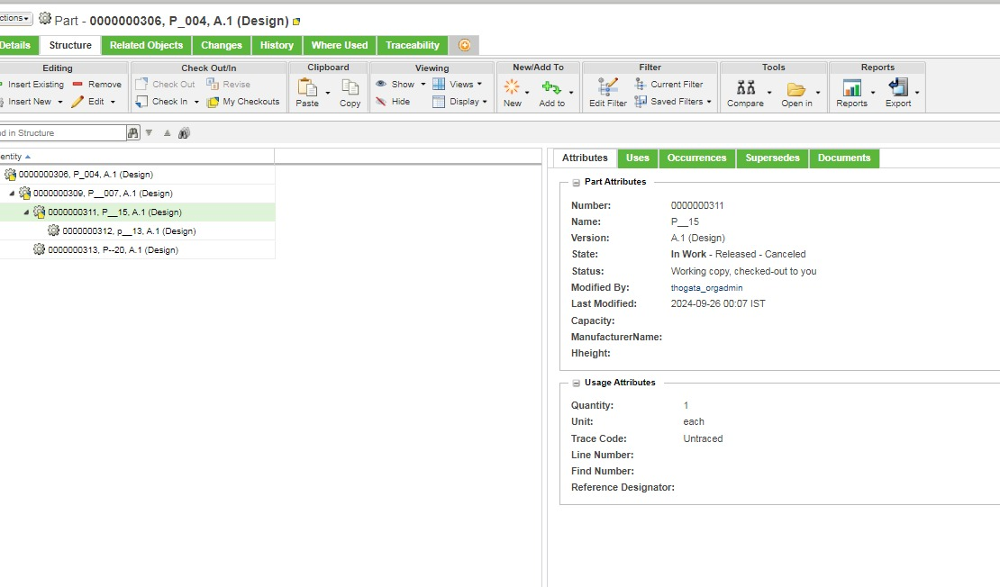 Part - 0000000306, P_004, A.1 (Design)
Details Structure Related Objects Changes History Where Used Traceability
Editing Check Out/In Clipboard Viewing New/Add To Filter Tools Reports
Insert Existing Remove Check Out Revise Paste Copy Show Views New Add to Edit Filter Current Filter Compare Open in Reports Export
Insert New Edit Check In My Checkouts Hide Display Saved Filters
in Structure
0000000306, P_004, A.1 (Design)
0000000309, P__007, A.1 (Design)
0000000311, P__15, A.1 (Design)
0000000312, p__13, A.1 (Design)
0000000313, P--20, A.1 (Design)
Attributes Uses Occurrences Supersedes Documents
Part Attributes
Number: 0000000311
Name: P__15
Version: A.1 (Design)
State: In Work - Released - Canceled
Status: Working copy, checked-out to you
Modified By: thogata_orgadmin
Last Modified: 2024-09-26 00:07 IST
Capacity:
ManufacturerName:
Hheight:
Usage Attributes
Quantity: 1
Unit: each
Trace Code: Untraced
Line Number:
Find Number:
Reference Designator: